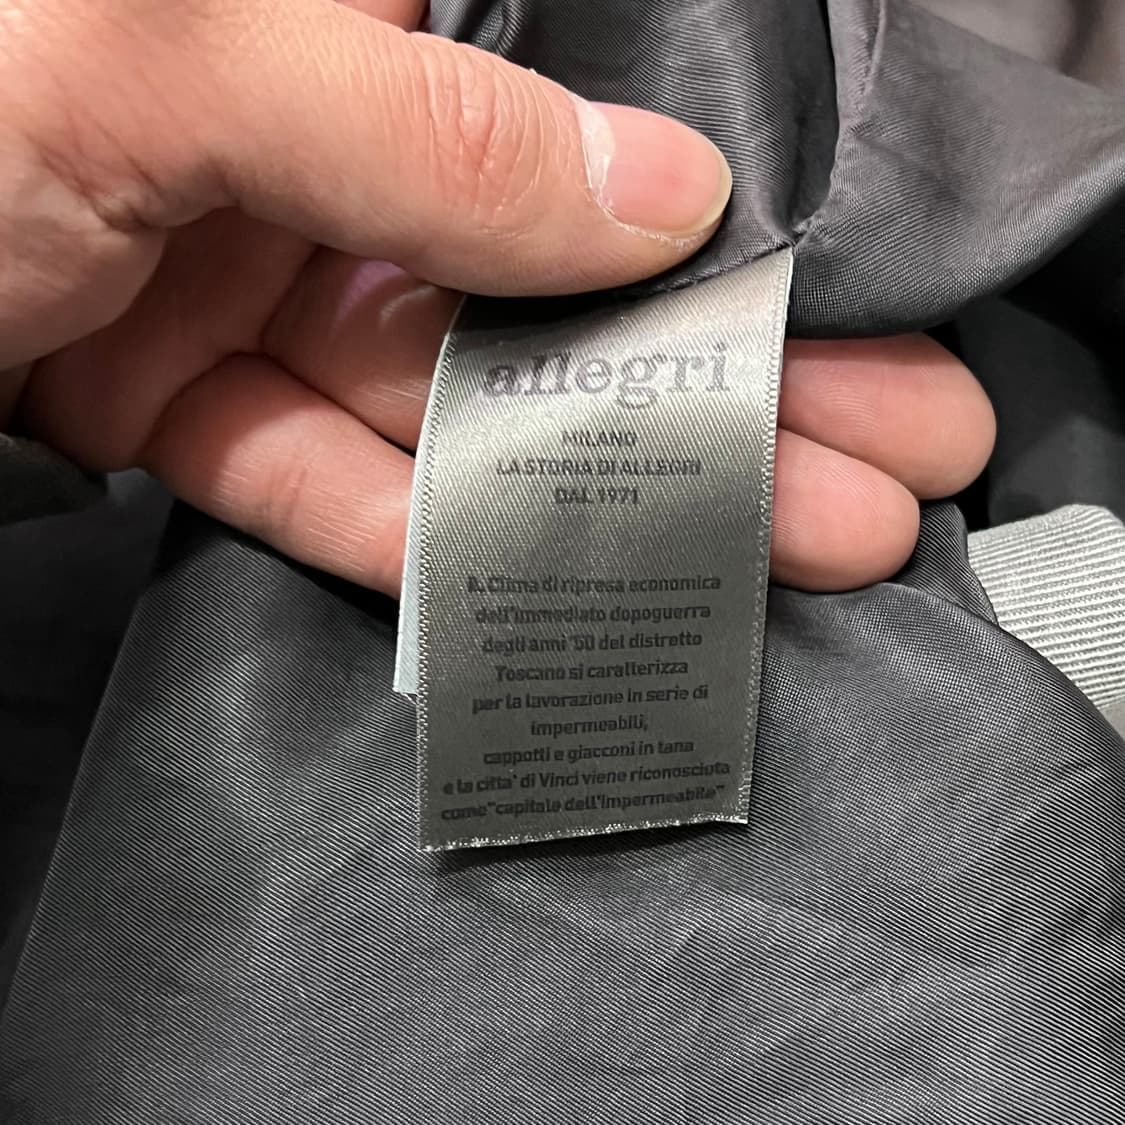 allegri
MILANO
LA STORIA DI ALLEGRI
DAL 1971
IL Clima di ripresa economica
dell'immediato dopoguerra
degli anni '50 del distretto
Toscano si caratterizza
per la lavorazione in serie di
impermeabili,
cappotti e giacconi in tana
e la citta' di Vinci viene riconosciuta
come "capitale dell'impermeabile"